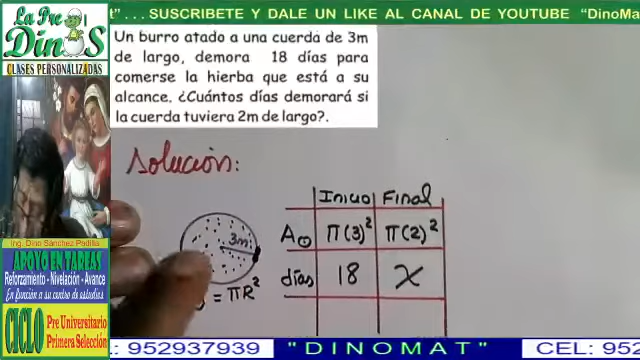 La Pre
DinoS
CLASES PERSONALIZADAS
AT" ... SUSCRIBETE Y DALE UN LIKE AL CANAL DE YOUTUBE "DinoMat
Un burro atado a una cuerda de 3m
de largo, demora 18 días para
comerse la hierba que está a su
alcance. ¿Cuántos días demorará si
la cuerda tuviera 2m de largo?.
Solución:
Inicio Final
A⊙ π(3)² π(2)²
días 18 x
3m
= πR²
Ing. Dino Sánchez Padilla
APOYO EN TAREAS
Reforzamiento - Nivelación - Avance
En función a su centro de estudios
CICLO
Pre Universitario
Primera Selección
: 952937939 "DINOMAT" CEL: 952